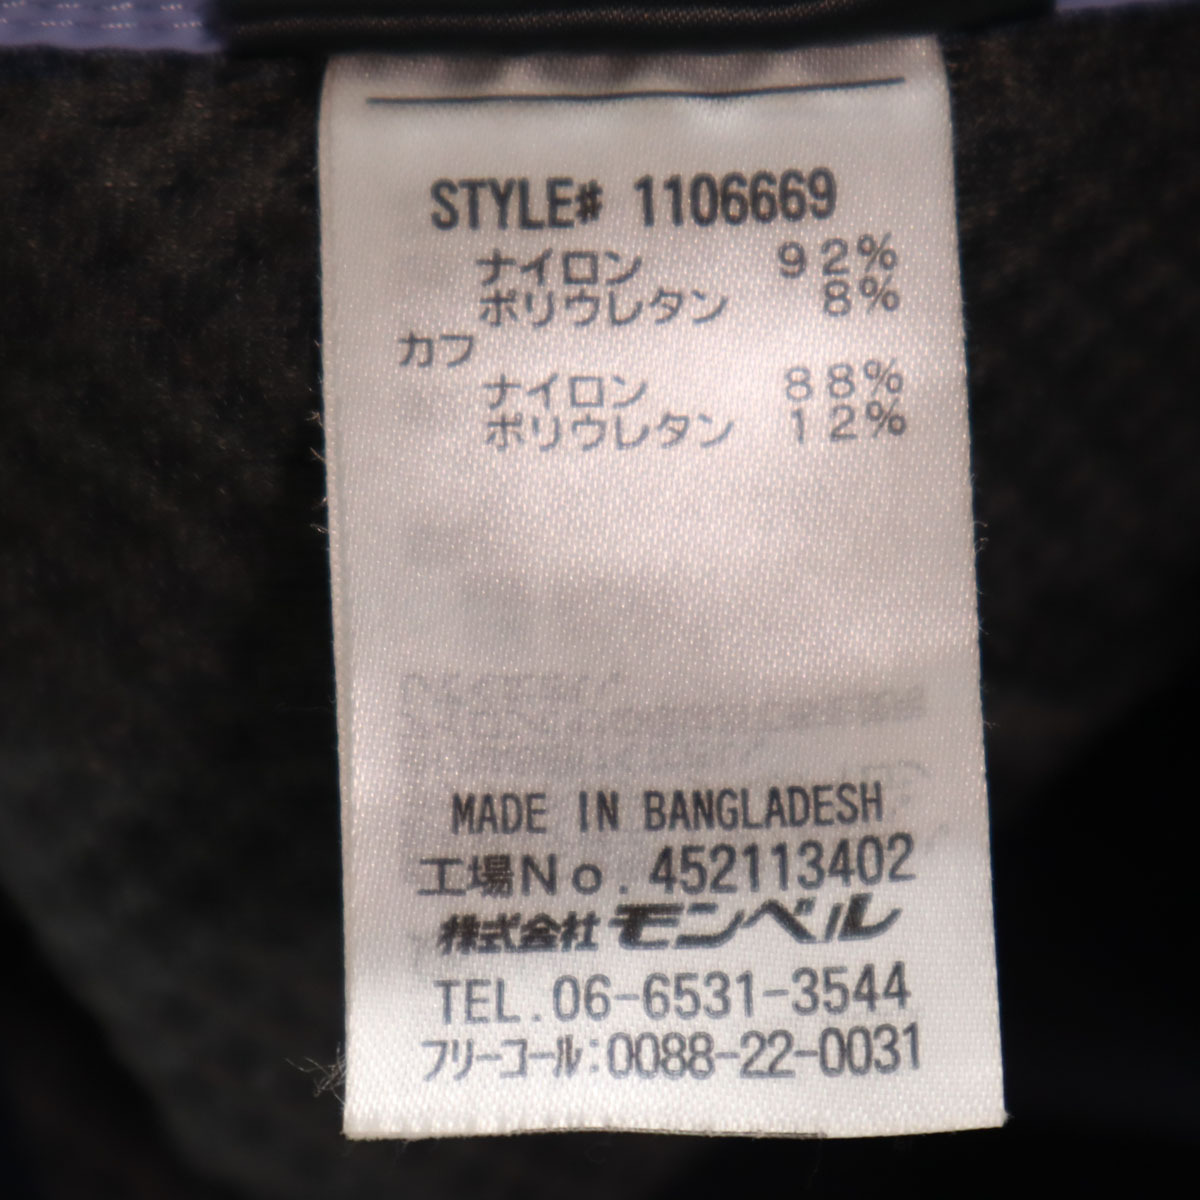 STYLE# 1106669
ナイロン 92%
ポリウレタン 8%
カフ
ナイロン 88%
ポリウレタン 12%
MADE IN BANGLADESH
工場No. 452113402
株式会社 モンベル
TEL. 06-6531-3544
フリーコール:0088-22-0031